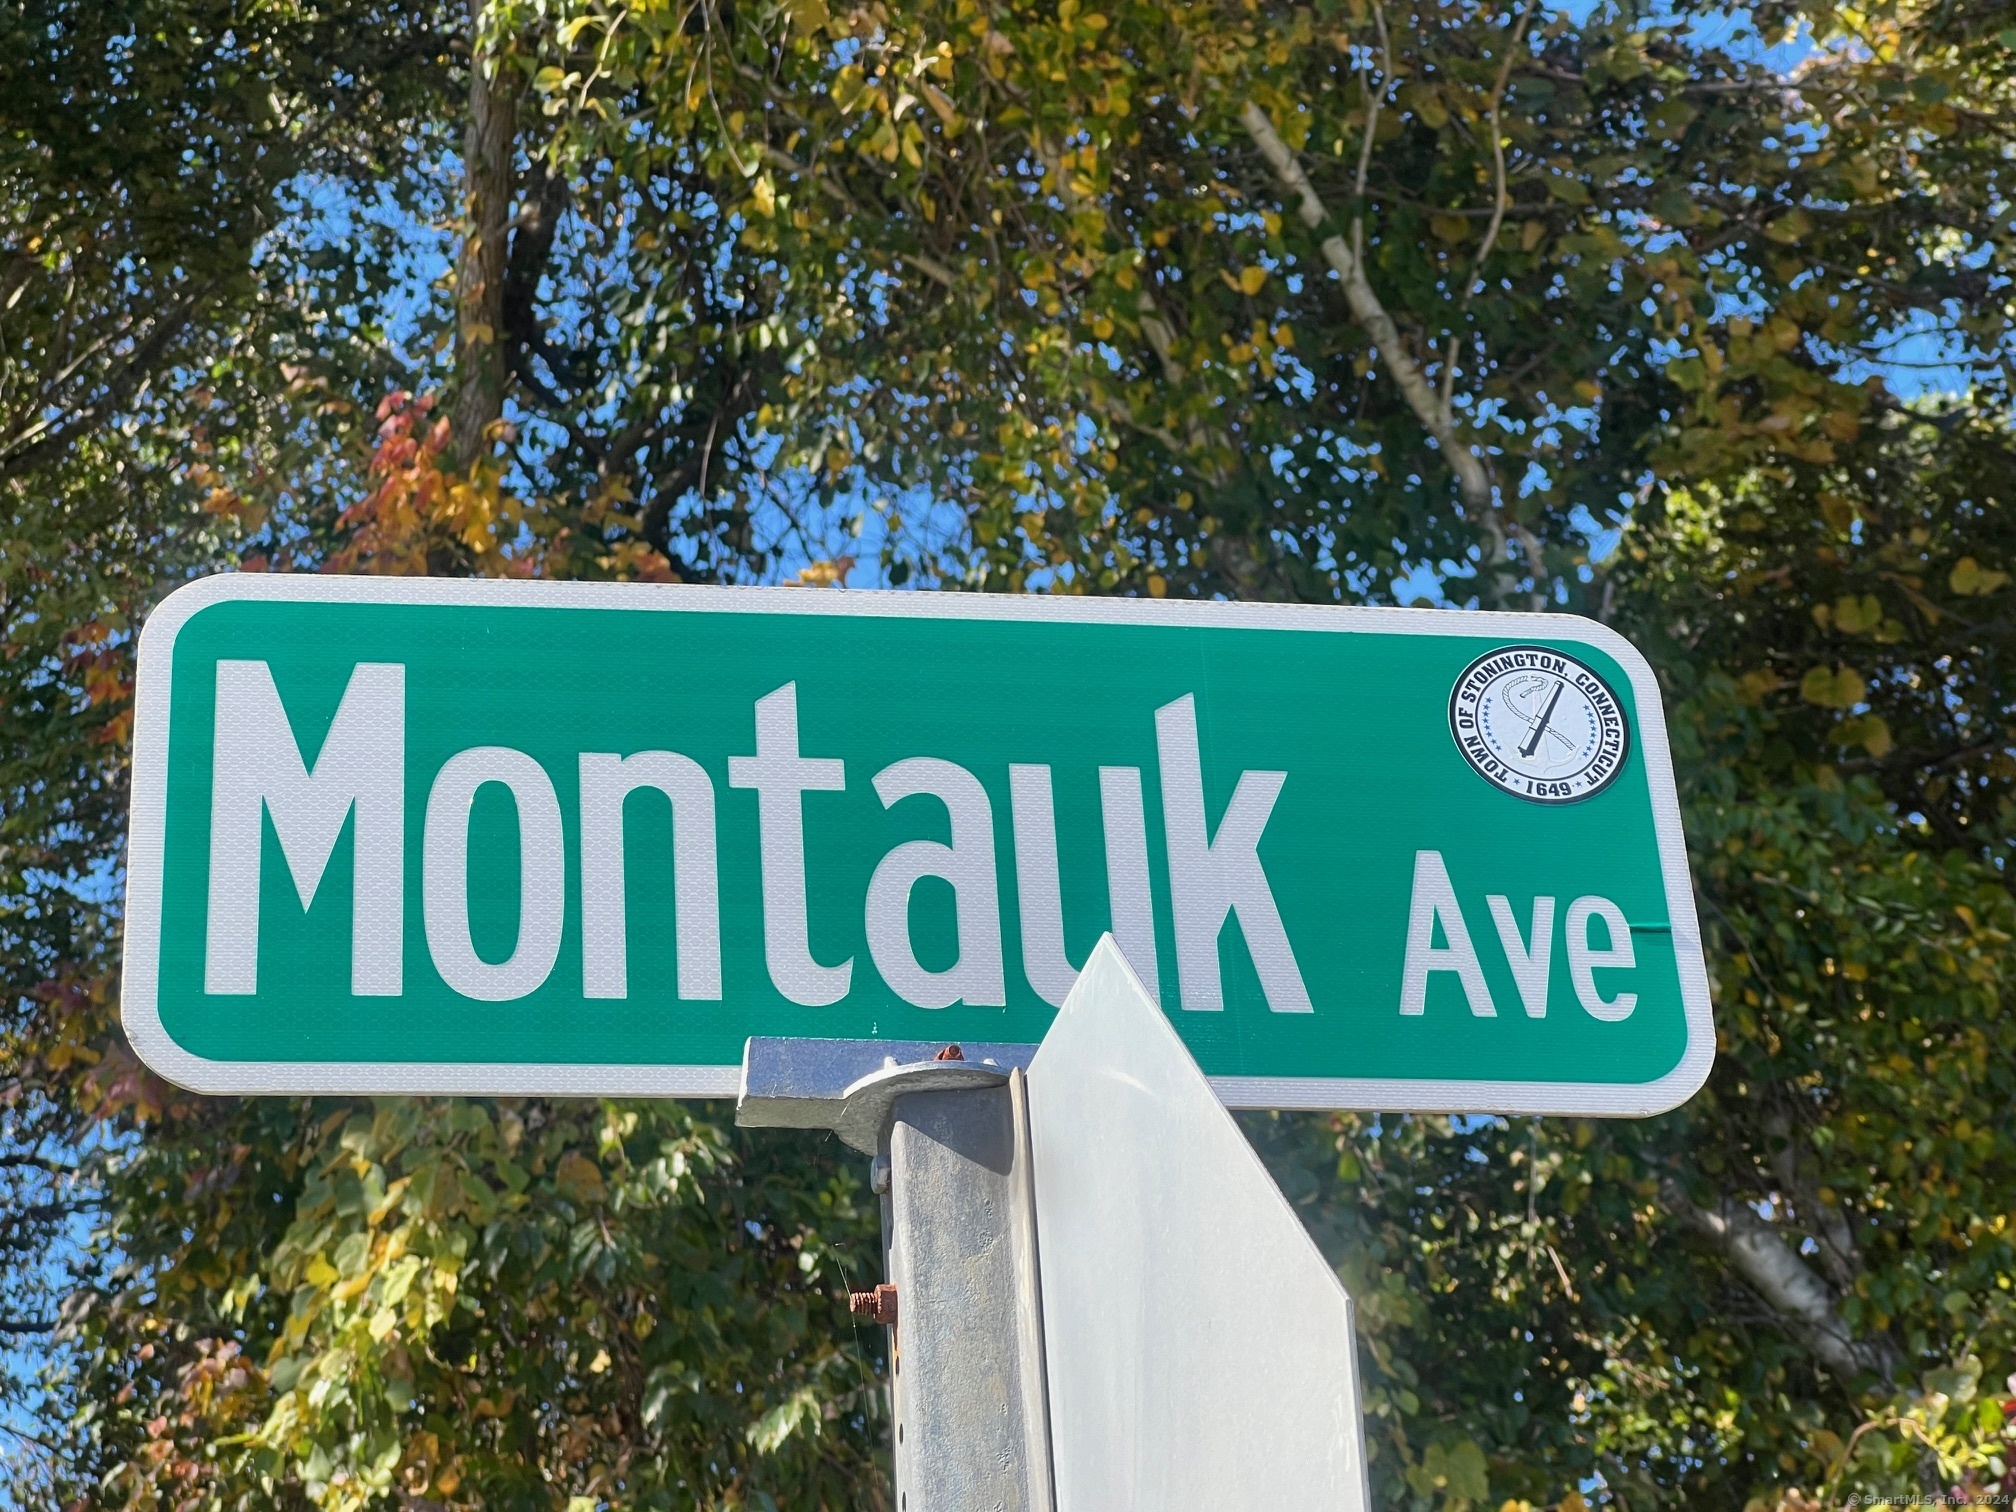 Montauk Ave
TOWN OF STONINGTON, CONNECTICUT
1649
© SmartMLS, Inc. 2024